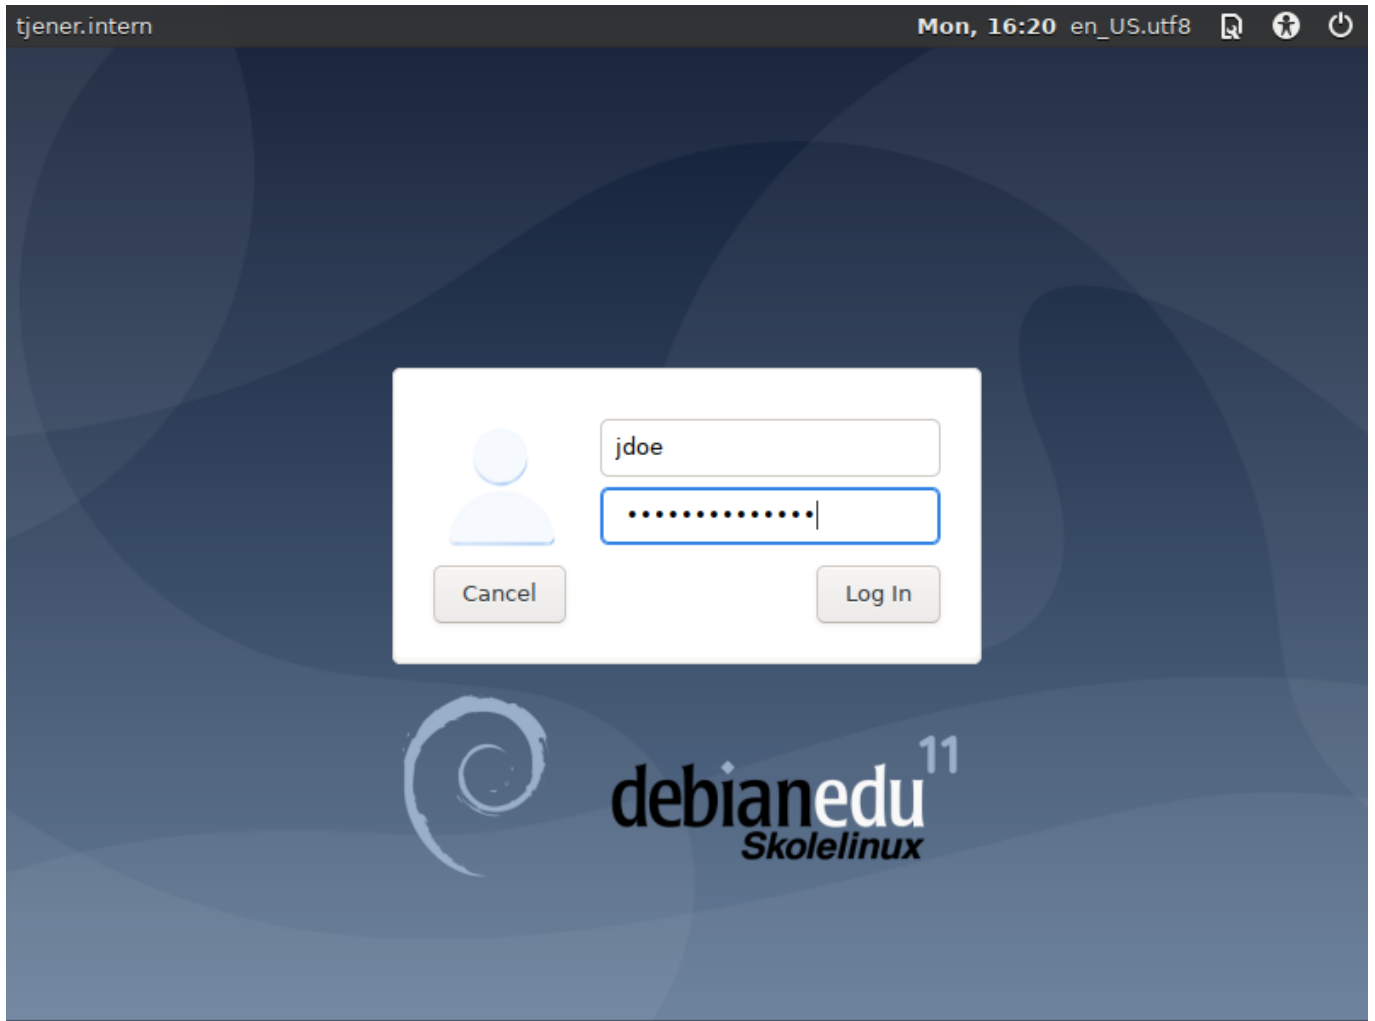 tjener.intern
Mon, 16:20 en_US.utf8
jdoe
••••••••••••••
Cancel
Log In
debianedu 11
Skolelinux